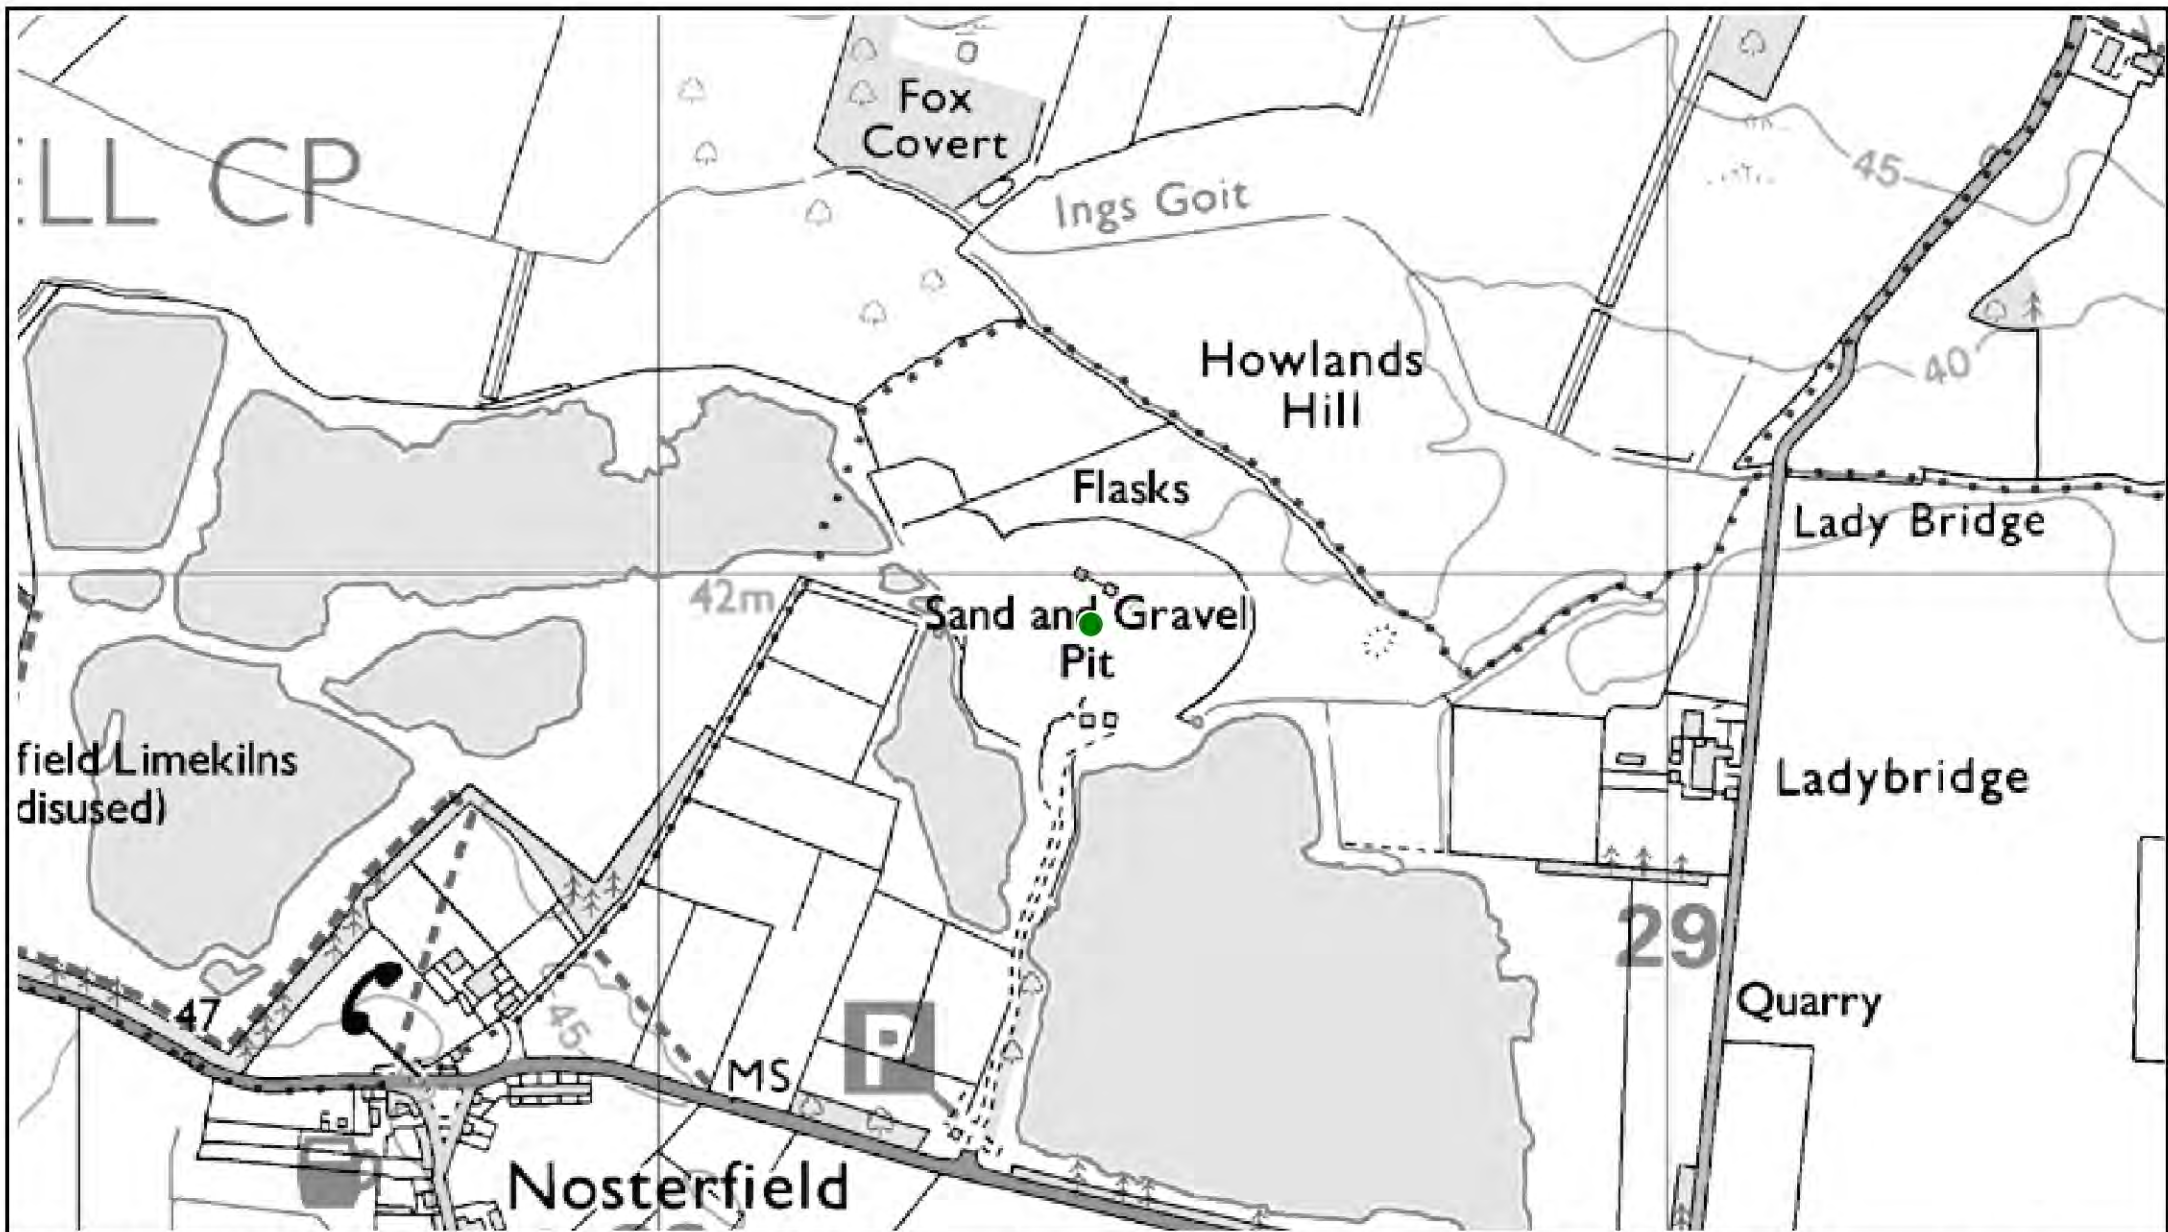 Fox
Covert
LL CP
Ings Goit
45
Howlands
Hill
40
Flasks
Lady Bridge
42m
Sand and Gravel
Pit
field Limekilns
disused)
Ladybridge
29
47
45
Quarry
P
MS
Nosterfield